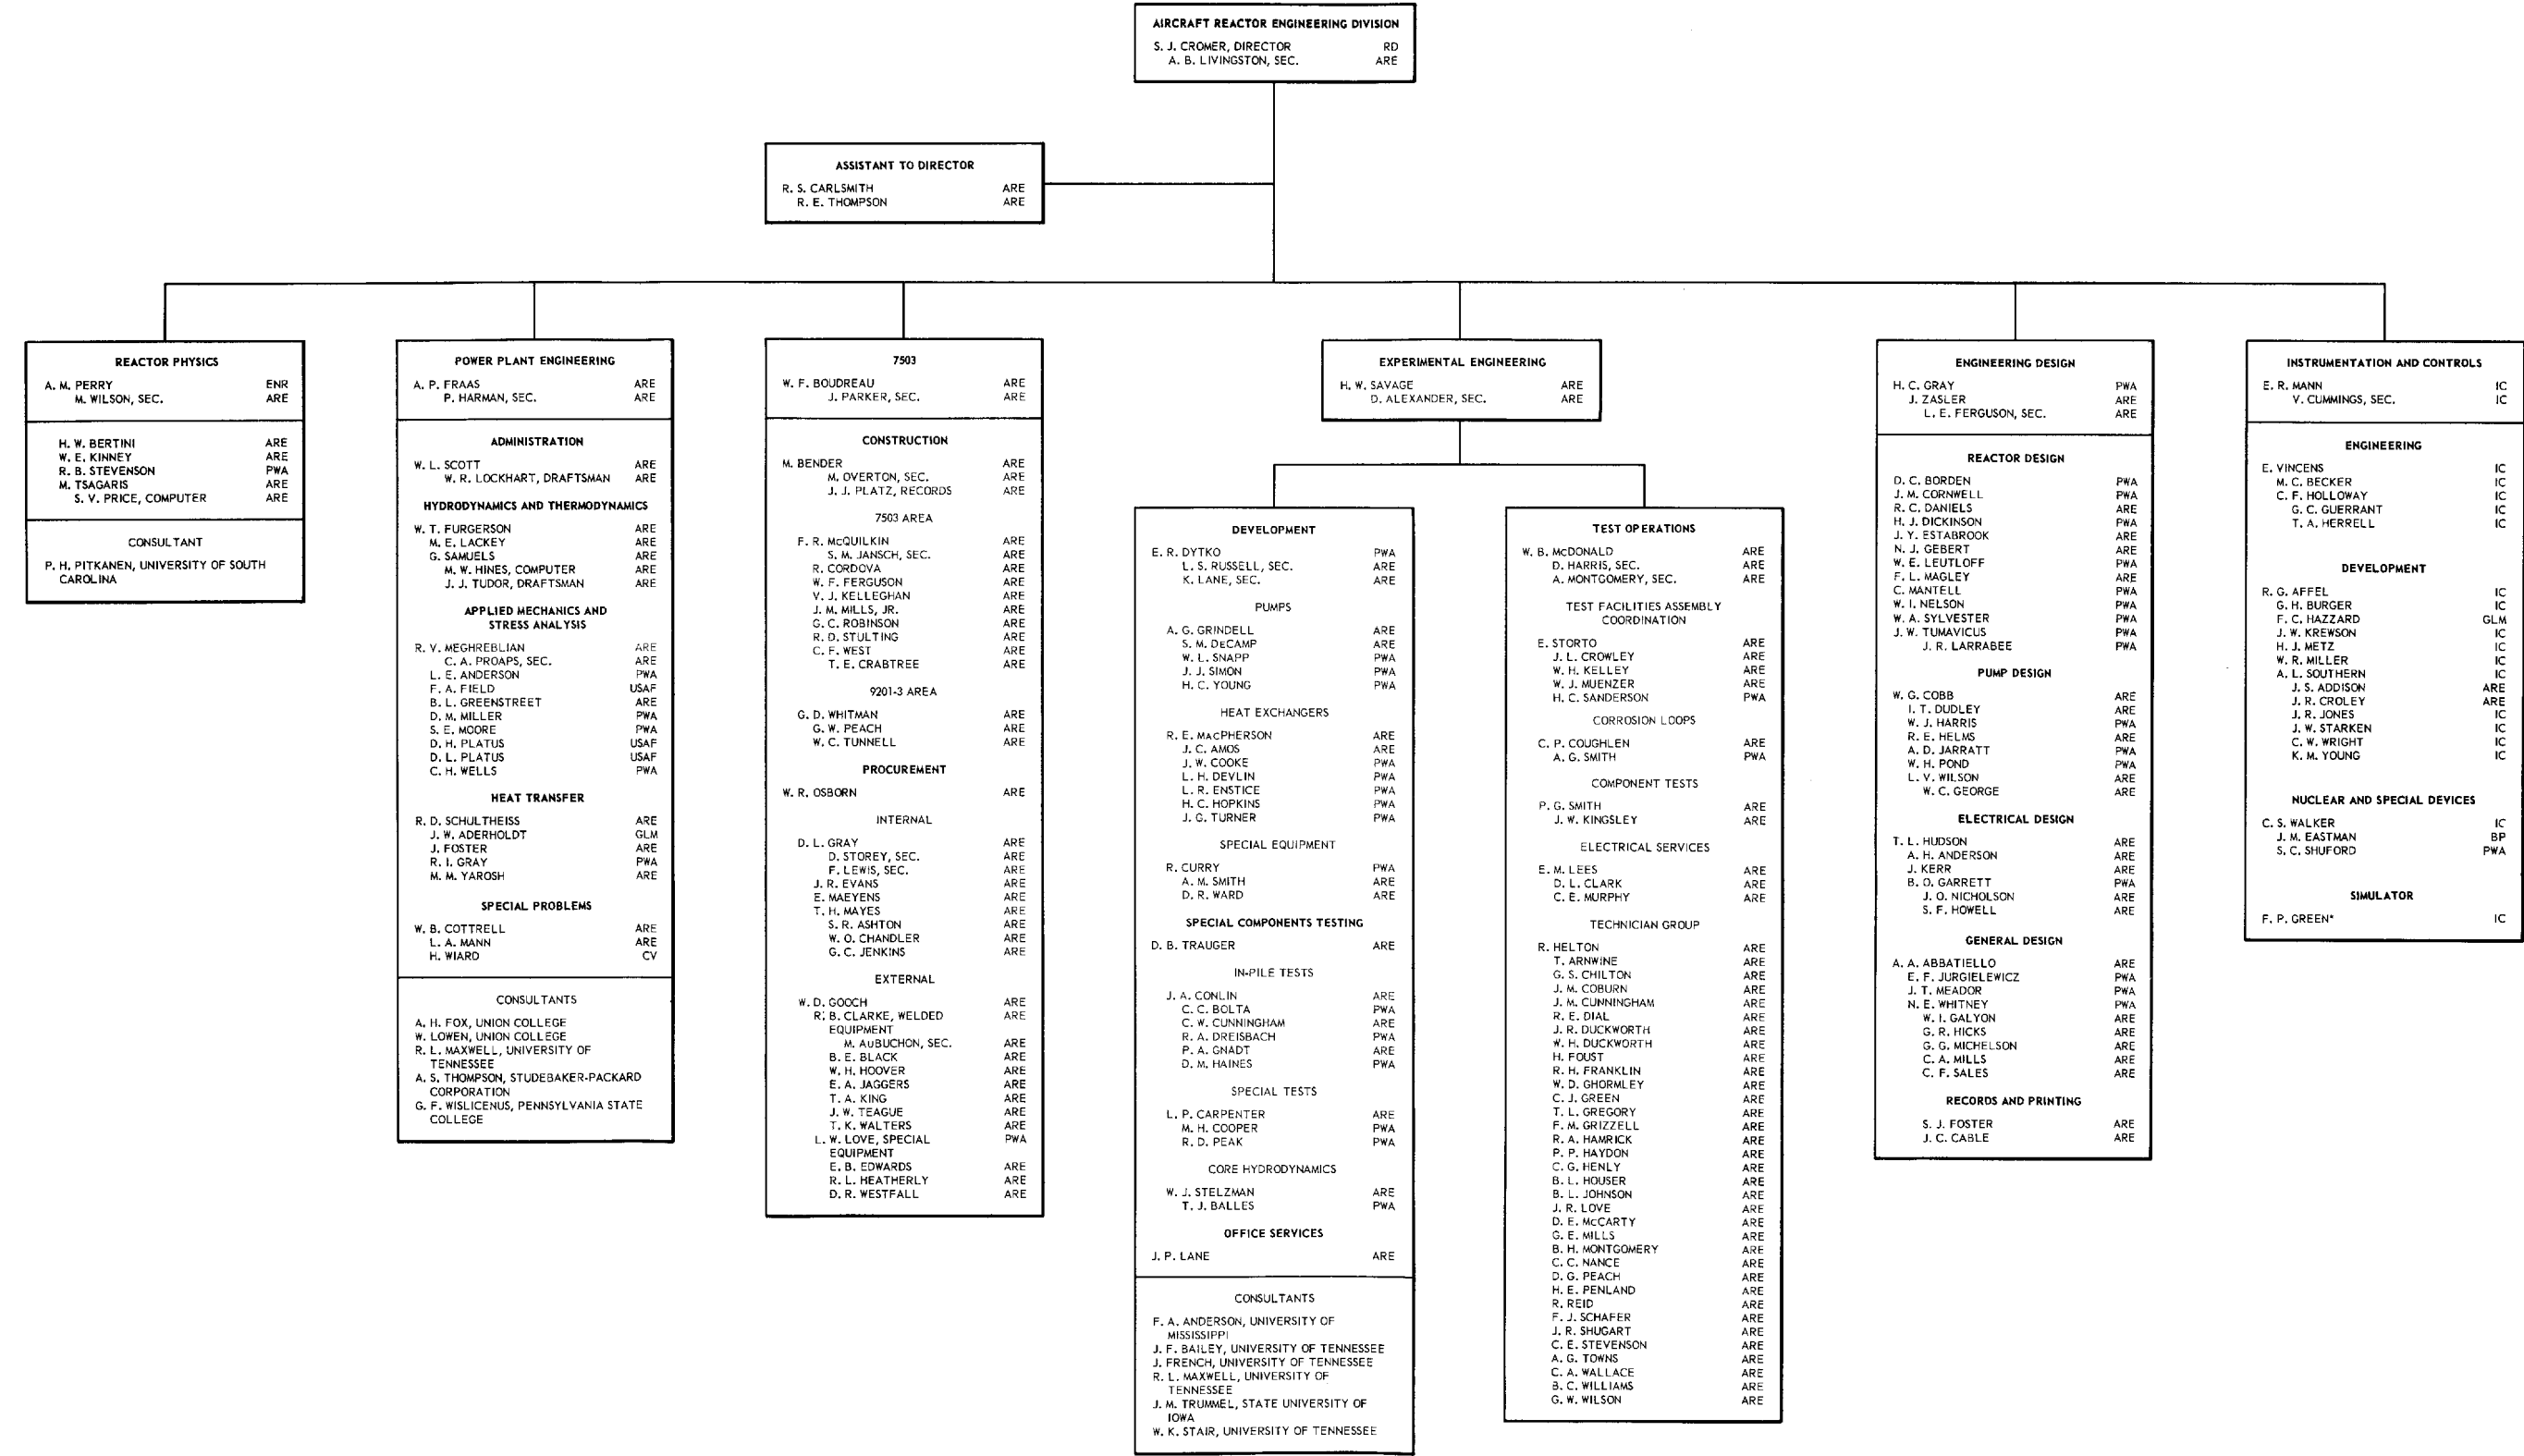 AIRCRAFT REACTOR ENGINEERING DIVISION
S. J. CROMER, DIRECTOR RD
A. B. LIVINGSTON, SEC. ARE
ASSISTANT TO DIRECTOR
R. S. CARLSMITH ARE
R. E. THOMPSON ARE
REACTOR PHYSICS
A. M. PERRY ENR
M. WILSON, SEC. ARE
H. W. BERTINI ARE
W. E. KINNEY ARE
R. B. STEVENSON PWA
M. TSAGARIS ARE
S. V. PRICE, COMPUTER ARE
CONSULTANT
P. H. PITKANEN, UNIVERSITY OF SOUTH
CAROLINA
POWER PLANT ENGINEERING
A. P. FRAAS ARE
P. HARMAN, SEC. ARE
ADMINISTRATION
W. L. SCOTT ARE
W. R. LOCKHART, DRAFTSMAN ARE
HYDRODYNAMICS AND THERMODYNAMICS
W. T. FURGERSON ARE
M. E. LACKEY ARE
G. SAMUELS ARE
M. W. HINES, COMPUTER ARE
J. J. TUDOR, DRAFTSMAN ARE
APPLIED MECHANICS AND
STRESS ANALYSIS
R. V. MEGHREBLIAN ARE
C. A. PROAPS, SEC. ARE
L. E. ANDERSON PWA
F. A. FIELD USAF
B. L. GREENSTREET ARE
D. M. MILLER PWA
S. E. MOORE PWA
D. H. PLATUS USAF
D. L. PLATUS USAF
C. H. WELLS PWA
HEAT TRANSFER
R. D. SCHULTHEISS ARE
J. W. ADERHOLDT GLM
J. FOSTER ARE
R. I. GRAY PWA
M. M. YAROSH ARE
SPECIAL PROBLEMS
W. B. COTTRELL ARE
L. A. MANN ARE
H. WIARD CV
CONSULTANTS
A. H. FOX, UNION COLLEGE
W. LOWEN, UNION COLLEGE
R. L. MAXWELL, UNIVERSITY OF
TENNESSEE
A. S. THOMPSON, STUDEBAKER-PACKARD
CORPORATION
G. F. WISLICENUS, PENNSYLVANIA STATE
COLLEGE
7503
W. F. BOUDREAU ARE
J. PARKER, SEC. ARE
CONSTRUCTION
M. BENDER ARE
M. OVERTON, SEC. ARE
J. J. PLATZ, RECORDS ARE
7503 AREA
F. R. McQUILKIN ARE
S. M. JANSCH, SEC. ARE
R. CORDOVA ARE
W. F. FERGUSON ARE
V. J. KELLEGHAN ARE
J. M. MILLS, JR. ARE
G. C. ROBINSON ARE
R. D. STULTING ARE
C. F. WEST ARE
T. E. CRABTREE ARE
9201-3 AREA
G. D. WHITMAN ARE
G. W. PEACH ARE
W. C. TUNNELL ARE
PROCUREMENT
W. R. OSBORN ARE
INTERNAL
D. L. GRAY ARE
D. STOREY, SEC. ARE
F. LEWIS, SEC. ARE
J. R. EVANS ARE
E. MAEYENS ARE
T. H. MAYES ARE
S. R. ASHTON ARE
W. O. CHANDLER ARE
G. C. JENKINS ARE
EXTERNAL
W. D. GOOCH ARE
R. B. CLARKE, WELDED ARE
EQUIPMENT
M. AuBUCHON, SEC. ARE
B. E. BLACK ARE
W. H. HOOVER ARE
E. A. JAGGERS ARE
T. A. KING ARE
J. W. TEAGUE ARE
T. K. WALTERS ARE
L. W. LOVE, SPECIAL PWA
EQUIPMENT
E. B. EDWARDS ARE
R. L. HEATHERLY ARE
D. R. WESTFALL ARE
EXPERIMENTAL ENGINEERING
H. W. SAVAGE ARE
D. ALEXANDER, SEC. ARE
DEVELOPMENT
E. R. DYTKO PWA
L. S. RUSSELL, SEC. ARE
K. LANE, SEC. ARE
PUMPS
A. G. GRINDELL ARE
S. M. DeCAMP ARE
W. L. SNAPP PWA
J. J. SIMON PWA
H. C. YOUNG PWA
HEAT EXCHANGERS
R. E. MacPHERSON ARE
J. C. AMOS ARE
J. W. COOKE PWA
L. H. DEVLIN PWA
L. R. ENSTICE PWA
H. C. HOPKINS PWA
J. G. TURNER PWA
SPECIAL EQUIPMENT
R. CURRY PWA
A. M. SMITH ARE
D. R. WARD ARE
SPECIAL COMPONENTS TESTING
D. B. TRAUGER ARE
IN-PILE TESTS
J. A. CONLIN ARE
C. C. BOLTA PWA
C. W. CUNNINGHAM ARE
R. A. DREISBACH PWA
P. A. GNADT ARE
D. M. HAINES PWA
SPECIAL TESTS
L. P. CARPENTER ARE
M. H. COOPER PWA
R. D. PEAK PWA
CORE HYDRODYNAMICS
W. J. STELZMAN ARE
T. J. BALLES PWA
OFFICE SERVICES
J. P. LANE ARE
CONSULTANTS
F. A. ANDERSON, UNIVERSITY OF
MISSISSIPPI
J. F. BAILEY, UNIVERSITY OF TENNESSEE
J. FRENCH, UNIVERSITY OF TENNESSEE
R. L. MAXWELL, UNIVERSITY OF
TENNESSEE
J. M. TRUMMEL, STATE UNIVERSITY OF
IOWA
W. K. STAIR, UNIVERSITY OF TENNESSEE
TEST OPERATIONS
W. B. McDONALD ARE
D. HARRIS, SEC. ARE
A. MONTGOMERY, SEC. ARE
TEST FACILITIES ASSEMBLY
COORDINATION
E. STORTO ARE
J. L. CROWLEY ARE
W. H. KELLEY ARE
W. J. MUENZER ARE
H. C. SANDERSON PWA
CORROSION LOOPS
C. P. COUGHLEN ARE
A. G. SMITH PWA
COMPONENT TESTS
P. G. SMITH ARE
J. W. KINGSLEY ARE
ELECTRICAL SERVICES
E. M. LEES ARE
D. L. CLARK ARE
C. E. MURPHY ARE
TECHNICIAN GROUP
R. HELTON ARE
T. ARNWINE ARE
G. S. CHILTON ARE
J. M. COBURN ARE
J. M. CUNNINGHAM ARE
R. E. DIAL ARE
J. R. DUCKWORTH ARE
W. H. DUCKWORTH ARE
H. FOUST ARE
R. H. FRANKLIN ARE
W. D. GHORMLEY ARE
C. J. GREEN ARE
T. L. GREGORY ARE
F. M. GRIZZELL ARE
R. A. HAMRICK ARE
P. P. HAYDON ARE
C. G. HENLY ARE
B. L. HOUSER ARE
B. L. JOHNSON ARE
J. R. LOVE ARE
D. E. McCARTY ARE
G. E. MILLS ARE
B. H. MONTGOMERY ARE
C. C. NANCE ARE
D. G. PEACH ARE
H. E. PENLAND ARE
R. REID ARE
F. J. SCHAFER ARE
J. R. SHUGART ARE
C. E. STEVENSON ARE
A. G. TOWNS ARE
C. A. WALLACE ARE
B. C. WILLIAMS ARE
G. W. WILSON ARE
ENGINEERING DESIGN
H. C. GRAY PWA
J. ZASLER ARE
L. E. FERGUSON, SEC. ARE
REACTOR DESIGN
D. C. BORDEN PWA
J. M. CORNWELL PWA
R. C. DANIELS ARE
H. J. DICKINSON PWA
J. Y. ESTABROOK ARE
N. J. GEBERT ARE
W. E. LEUTLOFF PWA
F. L. MAGLEY ARE
C. MANTELL PWA
W. I. NELSON PWA
W. A. SYLVESTER PWA
J. W. TUMAVICUS PWA
J. R. LARRABEE PWA
PUMP DESIGN
W. G. COBB ARE
I. T. DUDLEY ARE
W. J. HARRIS PWA
R. E. HELMS ARE
A. D. JARRATT PWA
W. H. POND PWA
L. V. WILSON ARE
W. C. GEORGE ARE
ELECTRICAL DESIGN
T. L. HUDSON ARE
A. H. ANDERSON ARE
J. KERR ARE
B. O. GARRETT PWA
J. O. NICHOLSON ARE
S. F. HOWELL ARE
GENERAL DESIGN
A. A. ABBATIELLO ARE
E. F. JURGIELEWICZ PWA
J. T. MEADOR PWA
N. E. WHITNEY PWA
W. I. GALYON ARE
G. R. HICKS ARE
G. G. MICHELSON ARE
C. A. MILLS ARE
C. F. SALES ARE
RECORDS AND PRINTING
S. J. FOSTER ARE
J. C. CABLE ARE
INSTRUMENTATION AND CONTROLS
E. R. MANN IC
V. CUMMINGS, SEC. IC
ENGINEERING
E. VINCENS IC
M. C. BECKER IC
C. F. HOLLOWAY IC
G. C. GUERRANT IC
T. A. HERRELL IC
DEVELOPMENT
R. G. AFFEL IC
G. H. BURGER IC
F. C. HAZZARD GLM
J. W. KREWSON IC
H. J. METZ IC
W. R. MILLER IC
A. L. SOUTHERN IC
J. S. ADDISON ARE
J. R. CROLEY ARE
J. R. JONES IC
J. W. STARKEN IC
C. W. WRIGHT IC
K. M. YOUNG IC
NUCLEAR AND SPECIAL DEVICES
C. S. WALKER IC
J. M. EASTMAN BP
S. C. SHUFORD PWA
SIMULATOR
F. P. GREEN* IC